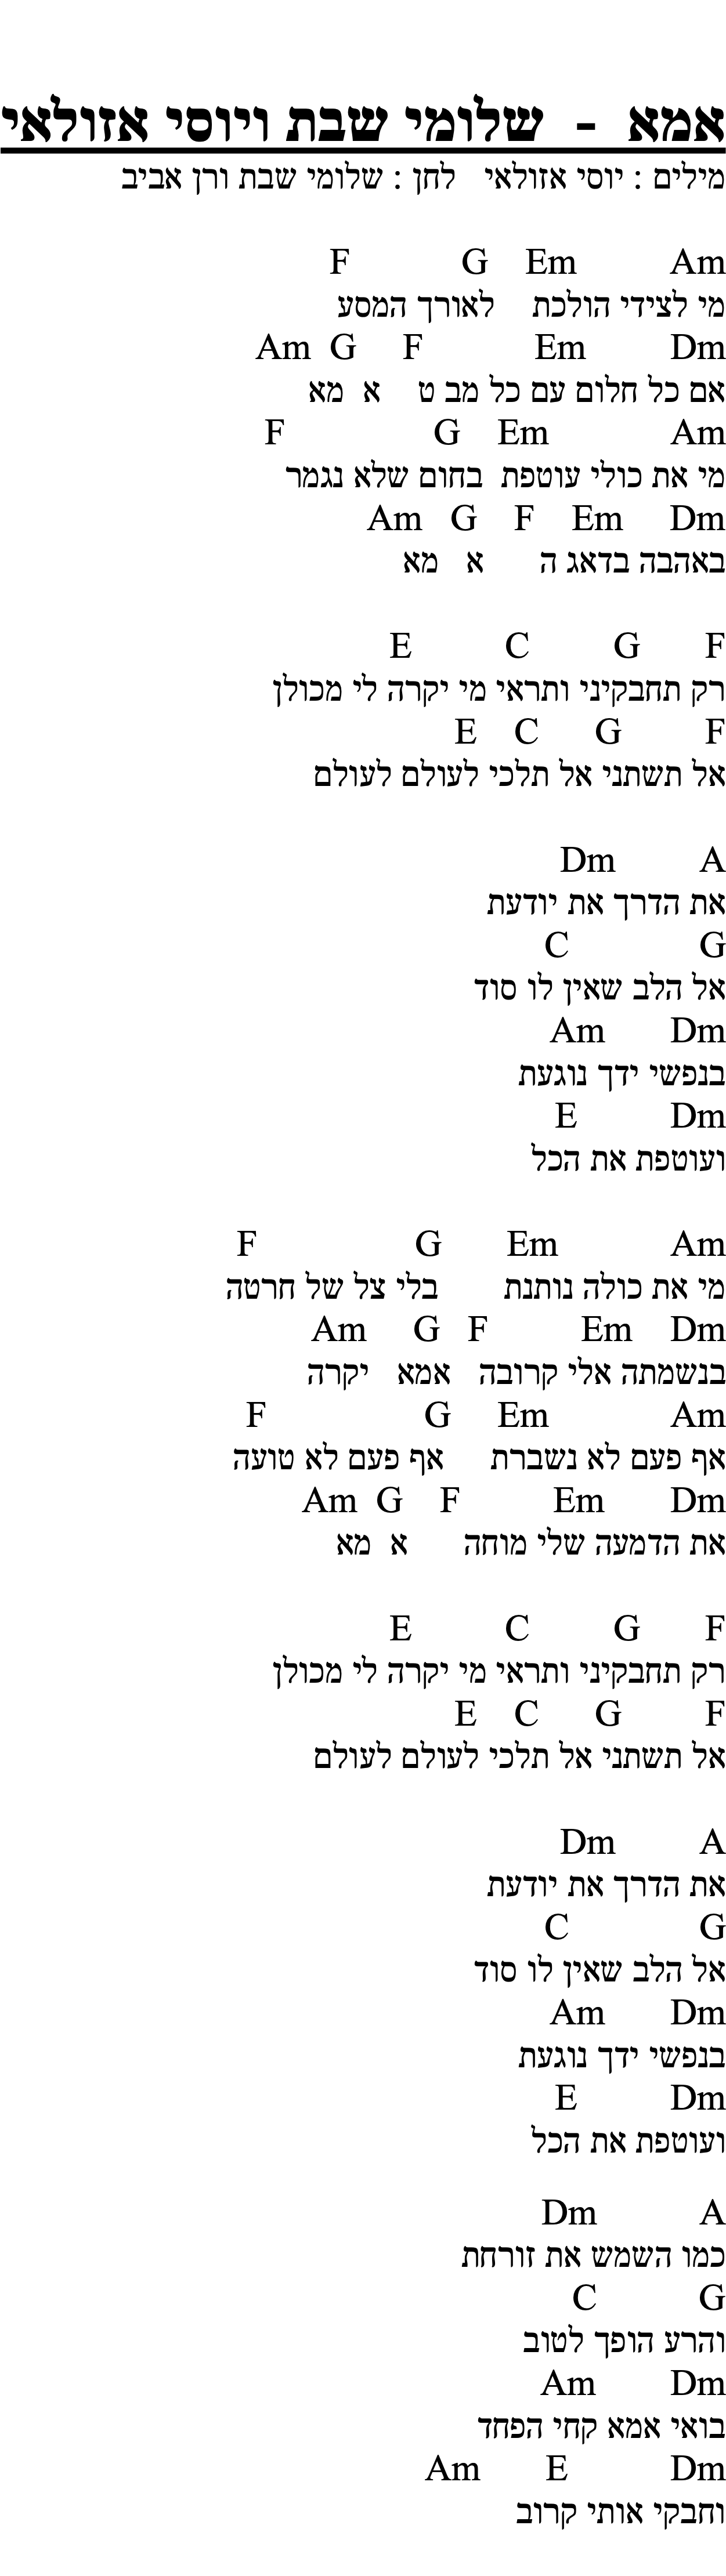 אמא - שלומי שבת ויוסי אזולאי
מילים : יוסי אזולאי לחן : שלומי שבת ורן אביב
Am Em G F
מי לצידי הולכת לאורך המסע
Dm Em F G Am
אם כל חלום עם כל מב ט א מא
Am Em G F
מי את כולי עוטפת בחום שלא נגמר
Dm Em F G Am
באהבה בדאג ה א מא
F G C E
רק תחבקיני ותראי מי יקרה לי מכולן
F G C E
אל תשתני אל תלכי לעולם לעולם
A Dm
את הדרך את יודעת
G C
אל הלב שאין לו סוד
Dm Am
בנפשי ידך נוגעת
Dm E
ועוטפת את הכל
Am Em G F
מי את כולה נותנת בלי צל של חרטה
Dm Em F G Am
בנשמתה אלי קרובה אמא יקרה
Am Em G F
אף פעם לא נשברת אף פעם לא טועה
Dm Em F G Am
את הדמעה שלי מוחה א מא
F G C E
רק תחבקיני ותראי מי יקרה לי מכולן
F G C E
אל תשתני אל תלכי לעולם לעולם
A Dm
את הדרך את יודעת
G C
אל הלב שאין לו סוד
Dm Am
בנפשי ידך נוגעת
Dm E
ועוטפת את הכל
A Dm
כמו השמש את זורחת
G C
והרע הופך לטוב
Dm Am
בואי אמא קחי הפחד
Dm E Am
וחבקי אותי קרוב